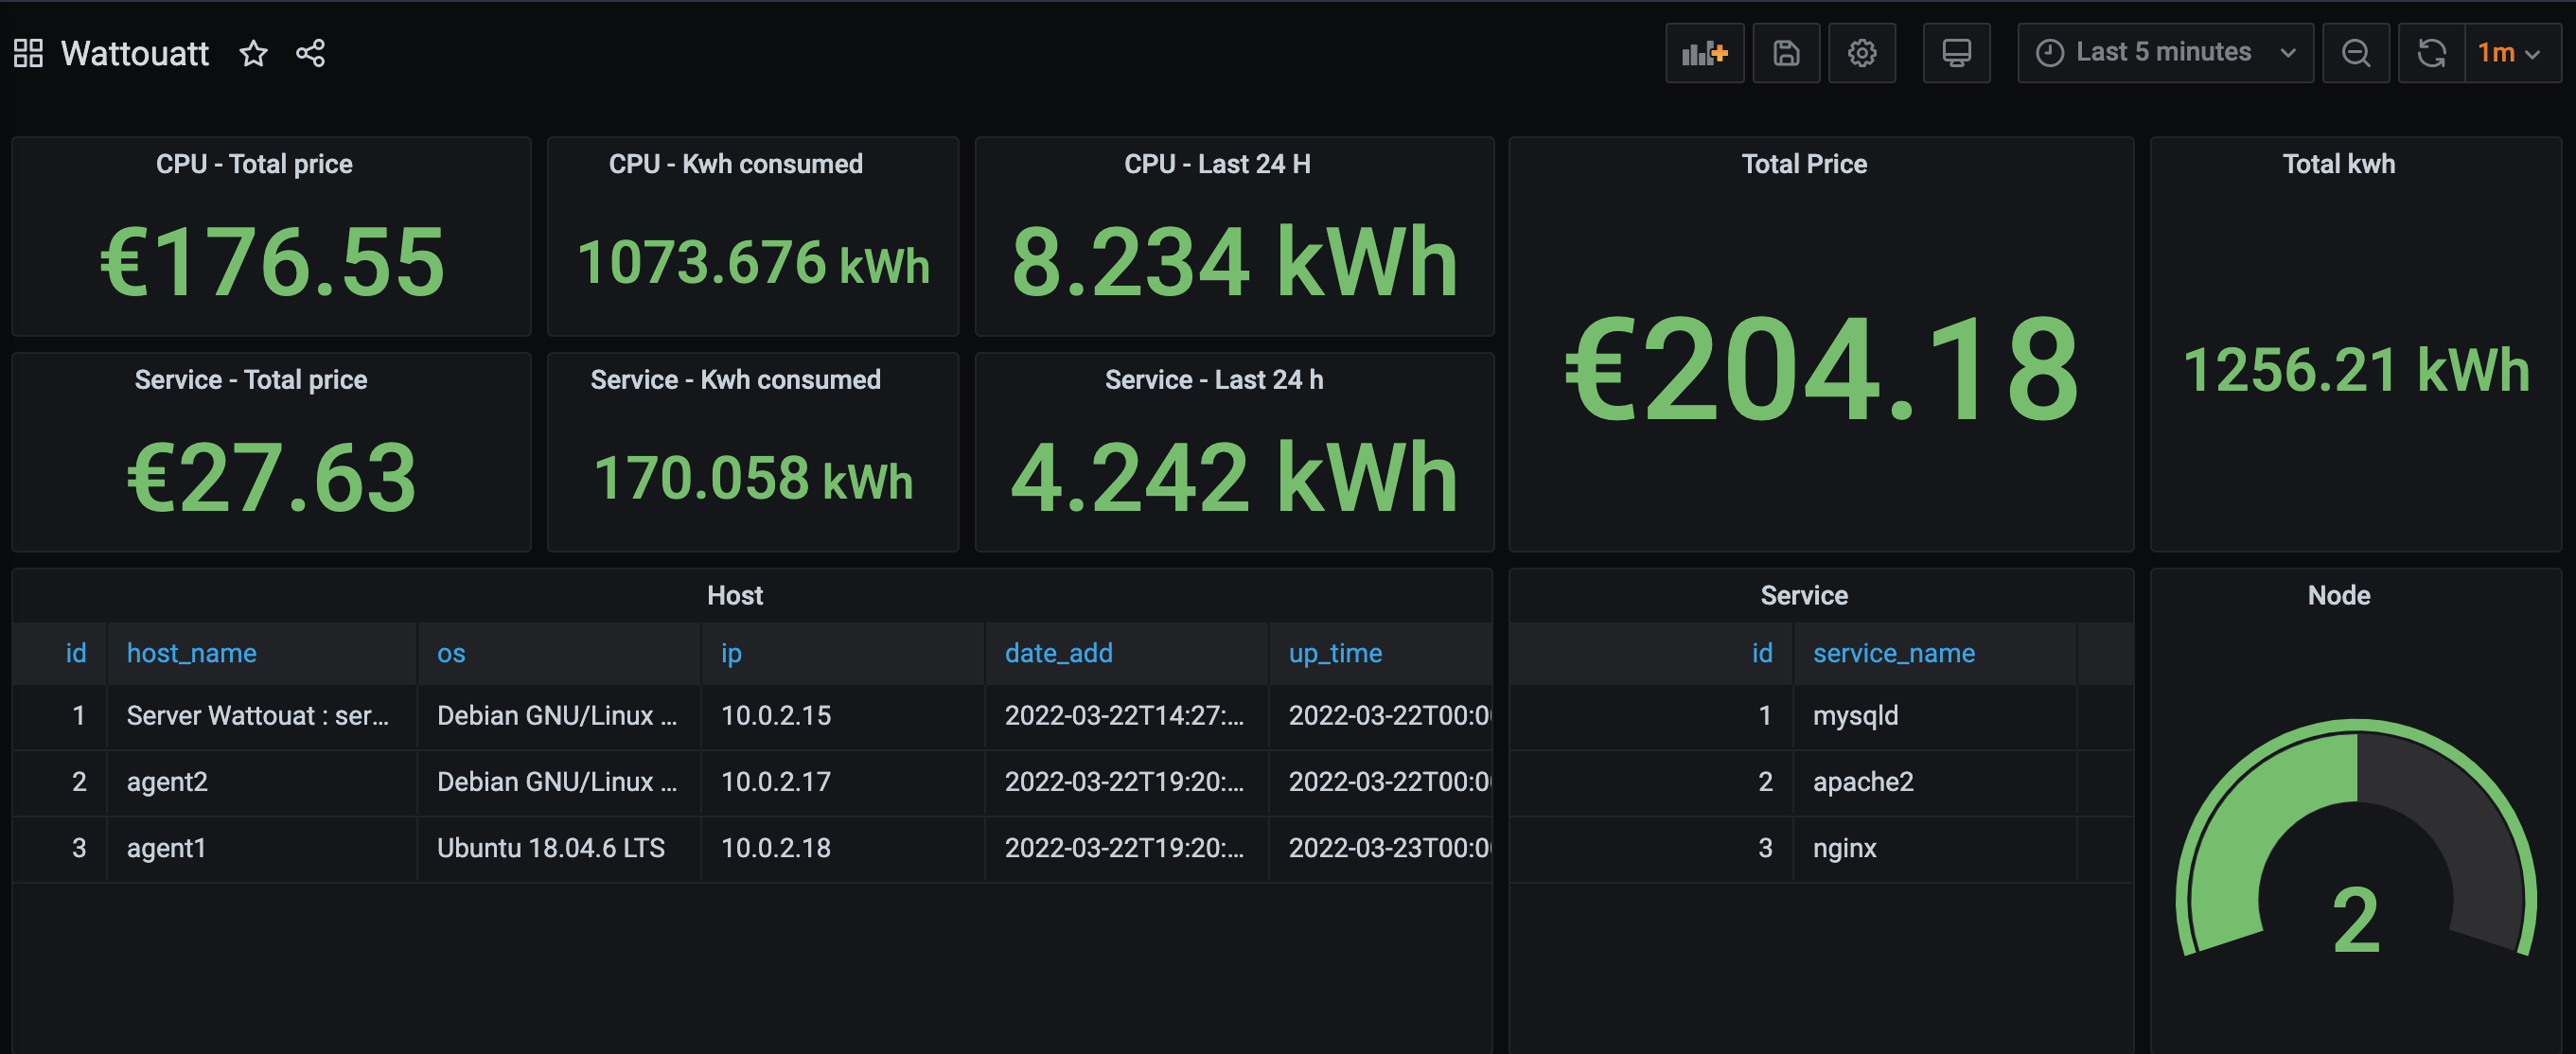 Wattouatt
Last 5 minutes
1m
CPU - Total price
€176.55
CPU - Kwh consumed
1073.676 kWh
CPU - Last 24 H
8.234 kWh
Total Price
€204.18
Total kwh
1256.21 kWh
Service - Total price
€27.63
Service - Kwh consumed
170.058 kWh
Service - Last 24 h
4.242 kWh
Host
id host_name os ip date_add up_time
1 Server Wattouat : ser... Debian GNU/Linux ... 10.0.2.15 2022-03-22T14:27:... 2022-03-22T00:0
2 agent2 Debian GNU/Linux ... 10.0.2.17 2022-03-22T19:20:... 2022-03-22T00:0
3 agent1 Ubuntu 18.04.6 LTS 10.0.2.18 2022-03-22T19:20:... 2022-03-23T00:0
Service
id service_name
1 mysqld
2 apache2
3 nginx
Node
2